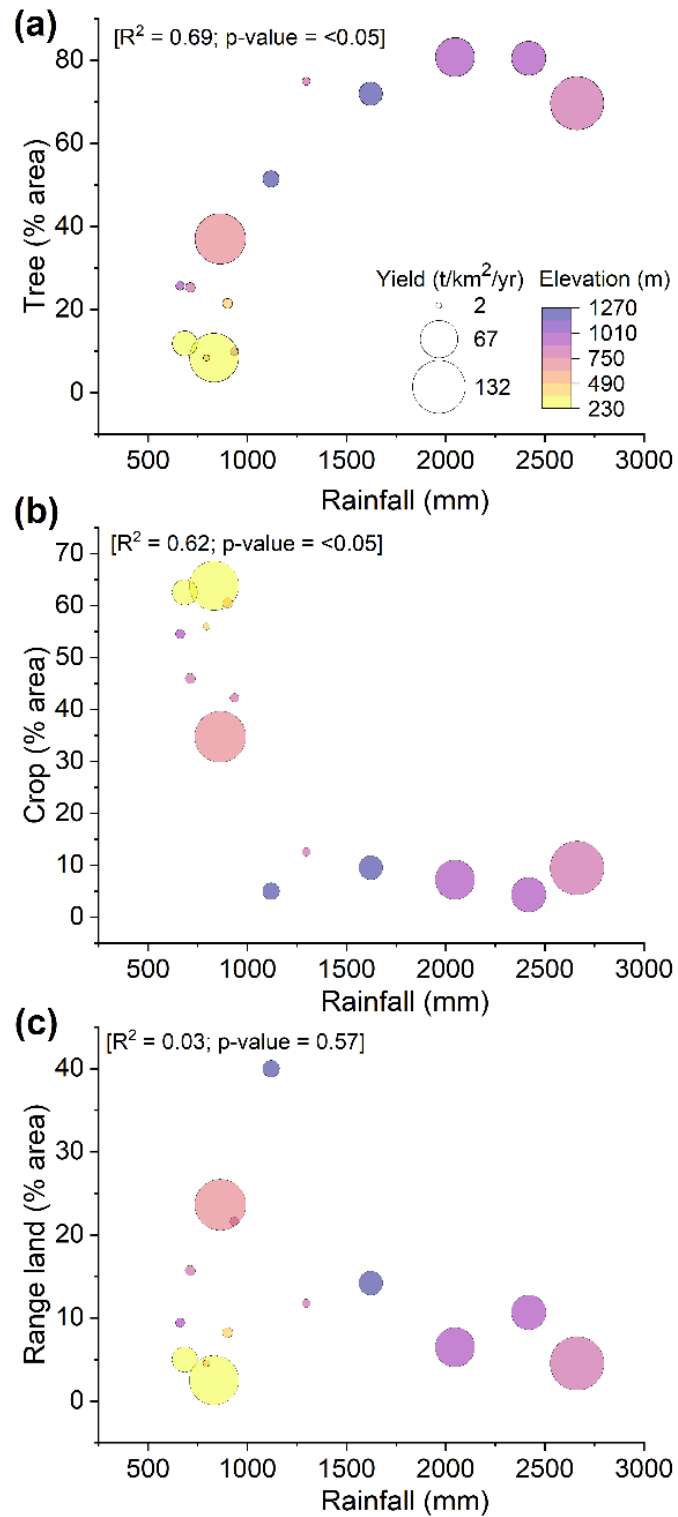 (a)
[R² = 0.69; p-value = <0.05]
80
60
40
20
0
Tree (% area)
Yield (t/km²/yr)
2
67
132
Elevation (m)
1270
1010
750
490
230
500 1000 1500 2000 2500 3000
Rainfall (mm)
(b)
[R² = 0.62; p-value = <0.05]
70
60
50
40
30
20
10
0
Crop (% area)
500 1000 1500 2000 2500 3000
Rainfall (mm)
(c)
[R² = 0.03; p-value = 0.57]
40
30
20
10
0
Range land (% area)
500 1000 1500 2000 2500 3000
Rainfall (mm)